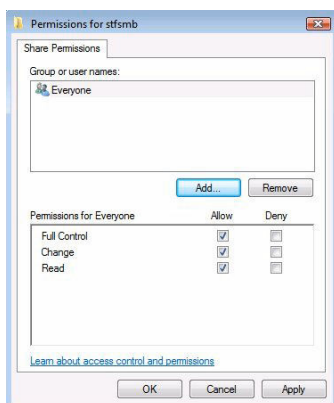 Permissions for stfsmb
Share Permissions
Group or user names:
Everyone
Add...
Remove
Permissions for Everyone
Allow
Deny
Full Control
Change
Read
Learn about access control and permissions
OK
Cancel
Apply